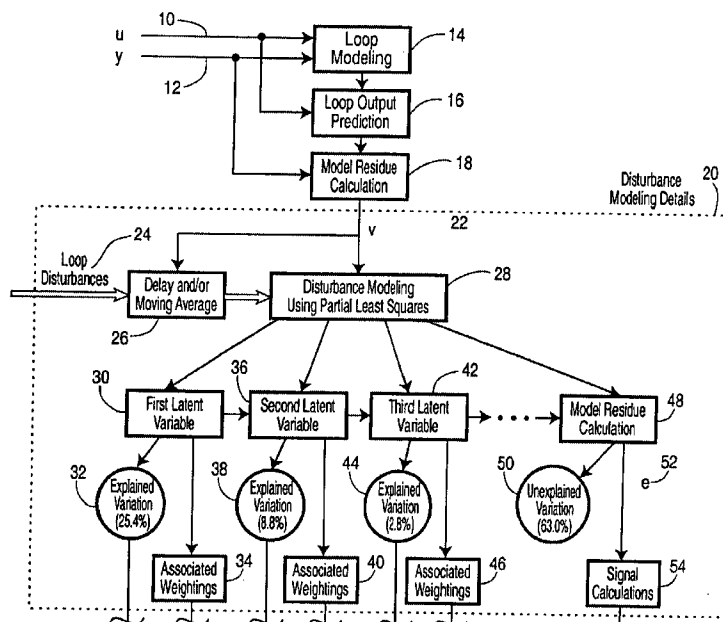 10
u
y
12
Loop
Modeling
14
Loop Output
Prediction
16
Model Residue
Calculation
18
Disturbance
Modeling Details
20
22
v
24
Loop
Disturbances
Delay and/or
Moving Average
26
Disturbance Modeling
Using Partial Least Squares
28
30
First Latent
Variable
36
Second Latent
Variable
42
Third Latent
Variable
Model Residue
Calculation
48
32
Explained
Variation
(25.4%)
38
Explained
Variation
(8.8%)
44
Explained
Variation
(2.8%)
50
Unexplained
Variation
(63.0%)
e
52
Associated
Weightings
34
Associated
Weightings
40
Associated
Weightings
46
Signal
Calculations
54